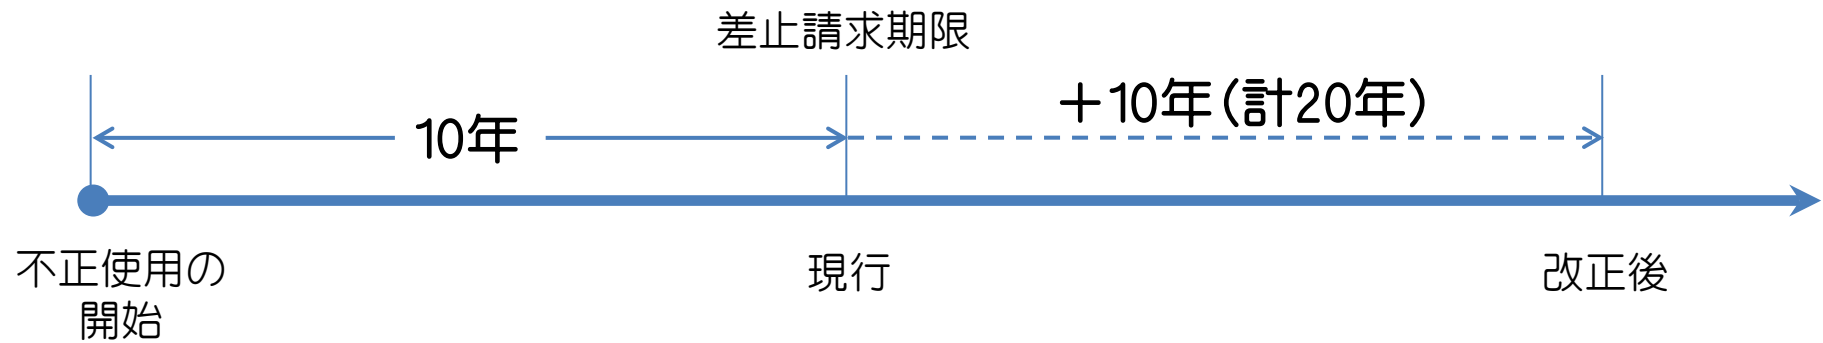 差止請求期限
10年
＋10年(計20年)
不正使用の
開始
現行
改正後